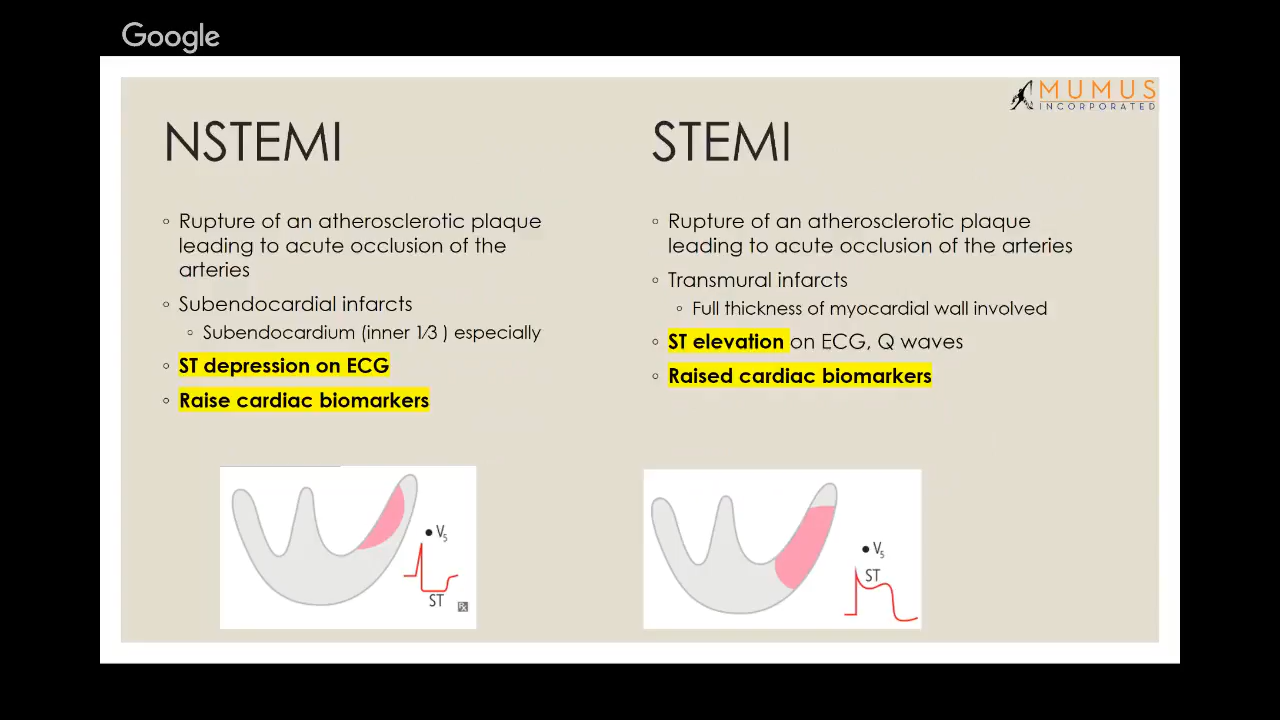 Google
MUMUS
INCORPORATED
NSTEMI
◦ Rupture of an atherosclerotic plaque
leading to acute occlusion of the
arteries
◦ Subendocardial infarcts
◦ Subendocardium (inner 1/3 ) especially
◦ ST depression on ECG
◦ Raise cardiac biomarkers
V5
ST
STEMI
◦ Rupture of an atherosclerotic plaque
leading to acute occlusion of the arteries
◦ Transmural infarcts
◦ Full thickness of myocardial wall involved
◦ ST elevation on ECG, Q waves
◦ Raised cardiac biomarkers
V5
ST